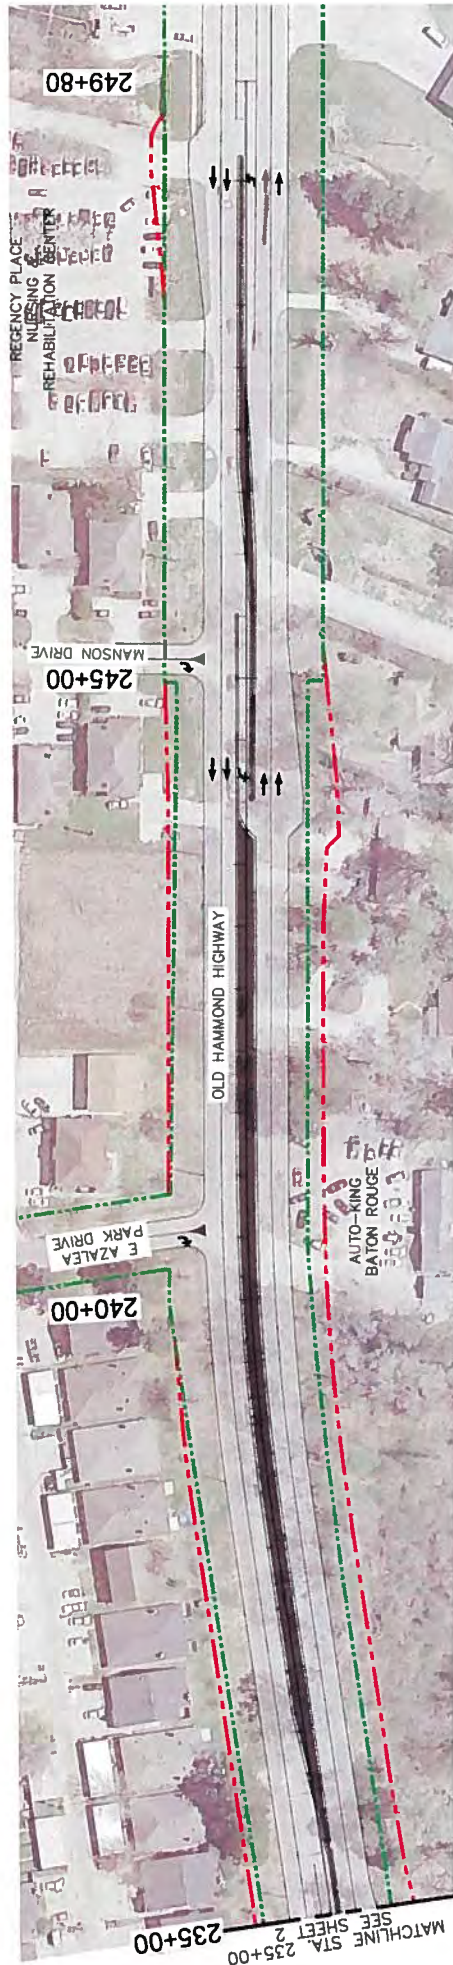 249+80
REGENCY PLACE
NURSING &
REHABILITATION CENTER
MANSON DRIVE
245+00
OLD HAMMOND HIGHWAY
E AZALEA
PARK DRIVE
AUTO-KING
BATON ROUGE
240+00
235+00
MATCHLINE STA. 235+00
SEE SHEET 2